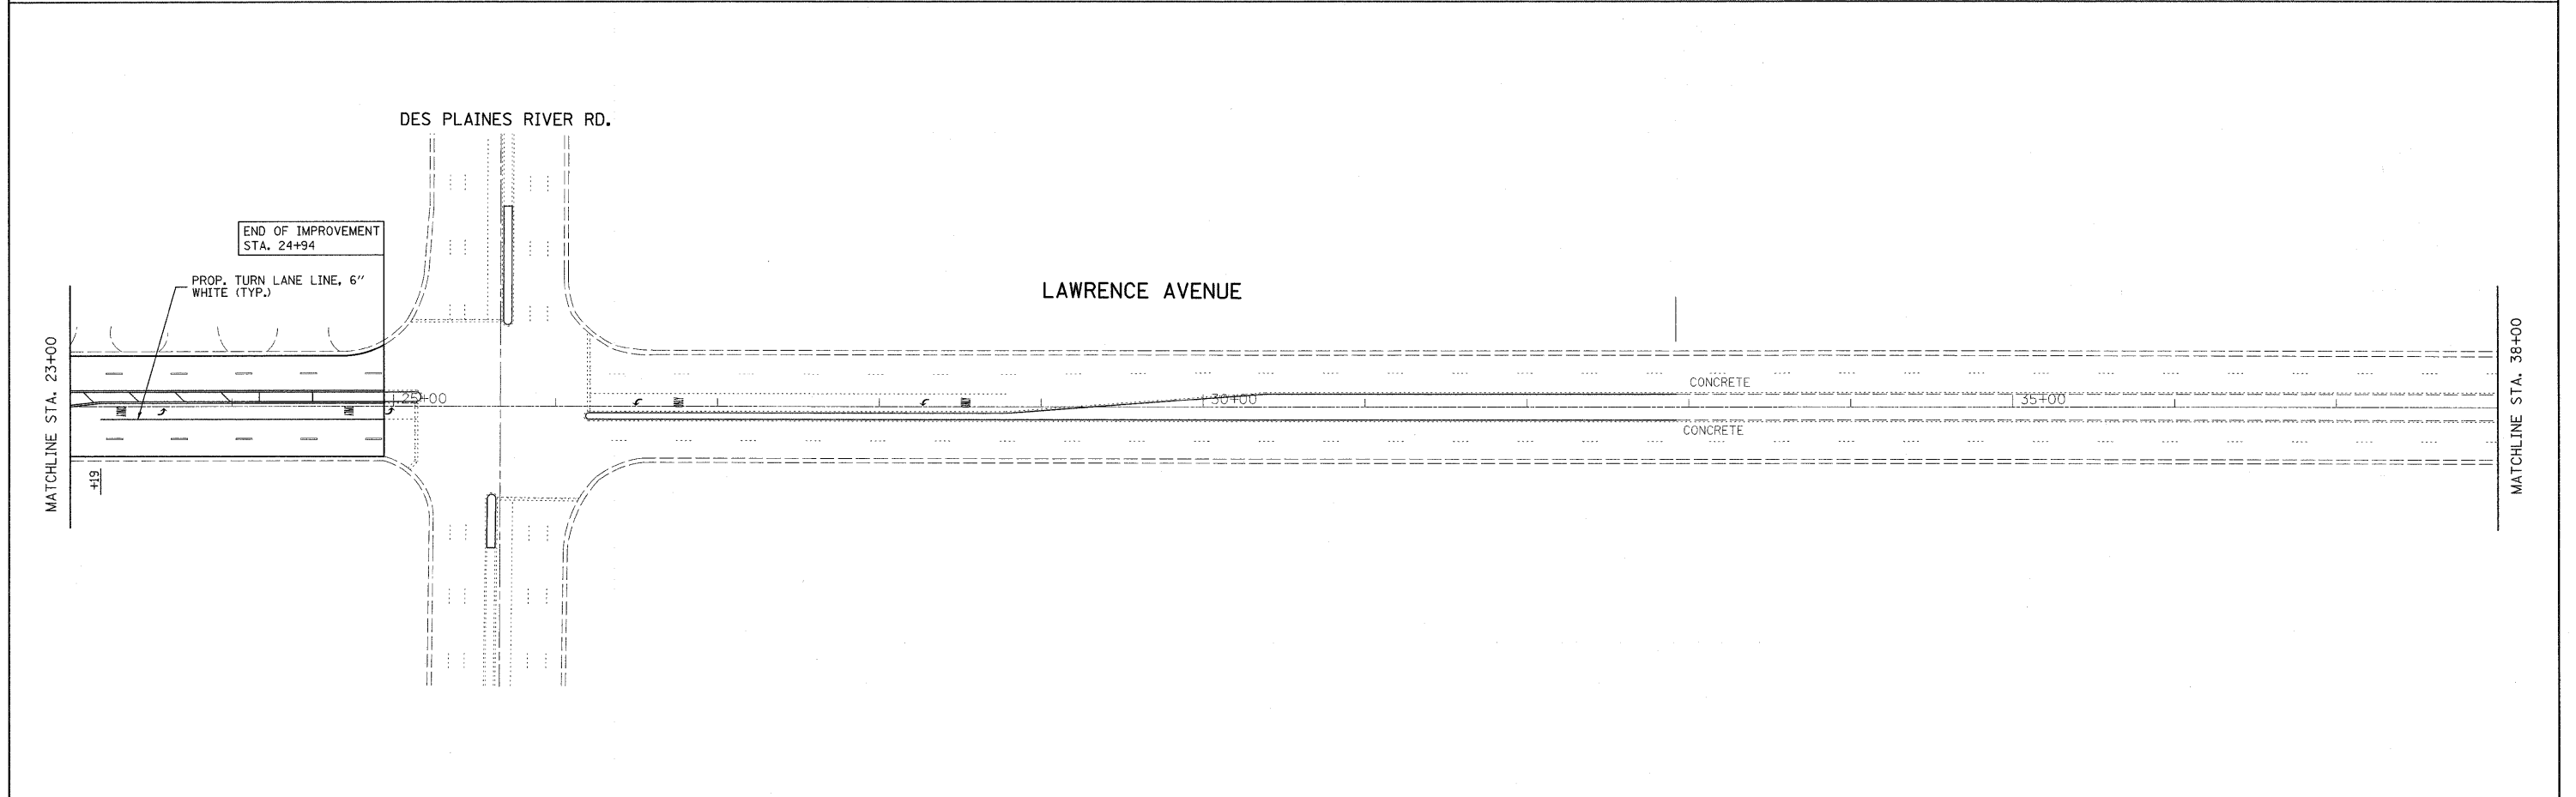 DES PLAINES RIVER RD.
END OF IMPROVEMENT
STA. 24+94
PROP. TURN LANE LINE, 6"
WHITE (TYP.)
LAWRENCE AVENUE
MATCHLINE STA. 23+00
MATCHLINE STA. 38+00
CONCRETE
25+00
30+00
35+00
CONCRETE
+19